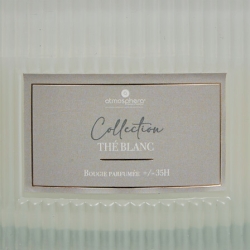 atmosphera
Collection
THÉ BLANC
BOUGIE PARFUMÉE +/-35H